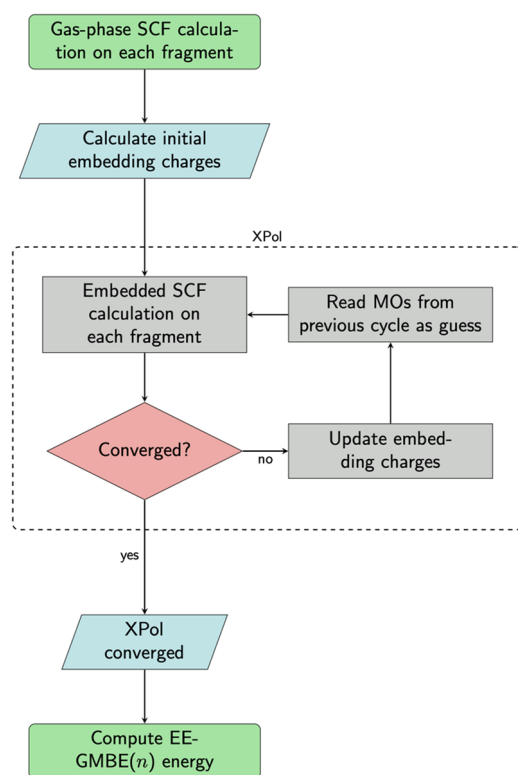 Gas-phase SCF calcula-
tion on each fragment
Calculate initial
embedding charges
XPol
Embedded SCF
calculation on
each fragment
Read MOs from
previous cycle as guess
Converged?
no
Update embed-
ding charges
yes
XPol
converged
Compute EE-
GMBE(n) energy